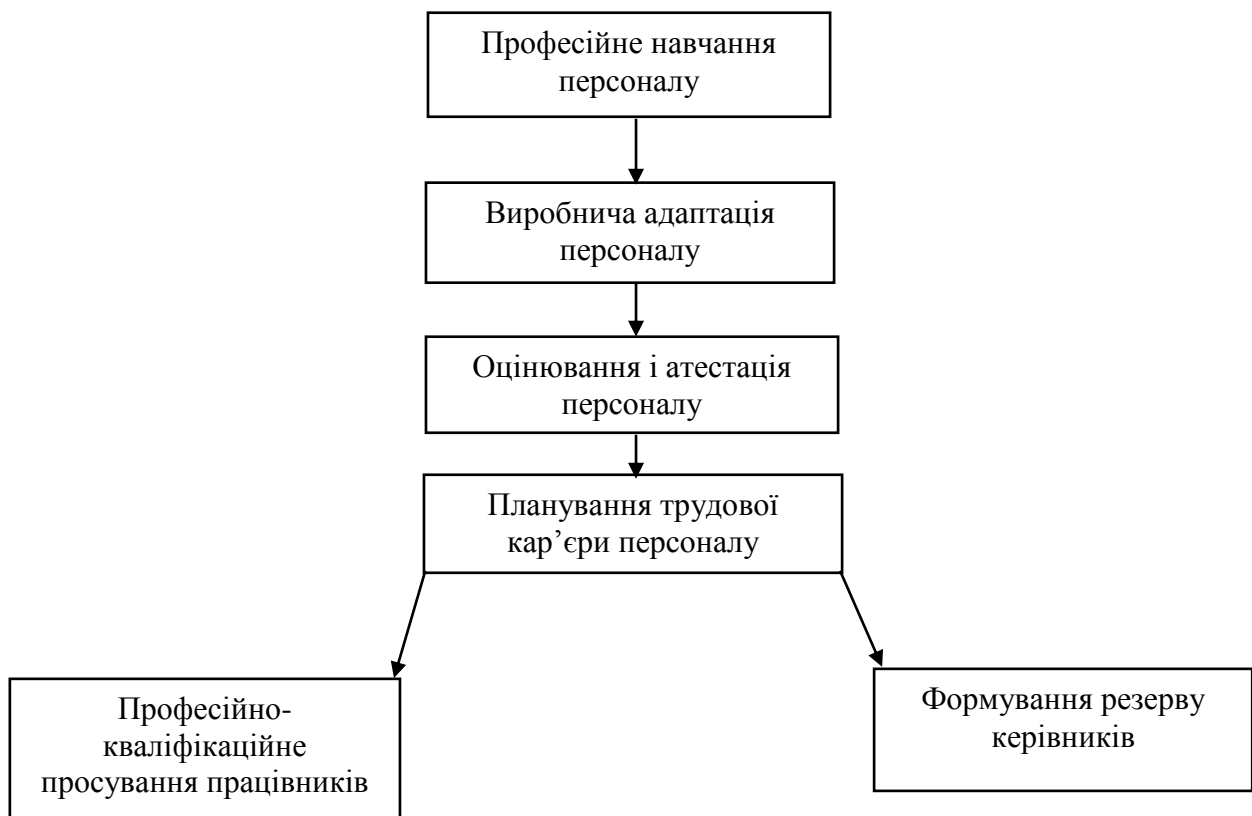 Професійне навчання
персоналу
Виробнича адаптація
персоналу
Оцінювання і атестація
персоналу
Планування трудової
кар’єри персоналу
Професійно-
кваліфікаційне
просування працівників
Формування резерву
керівників